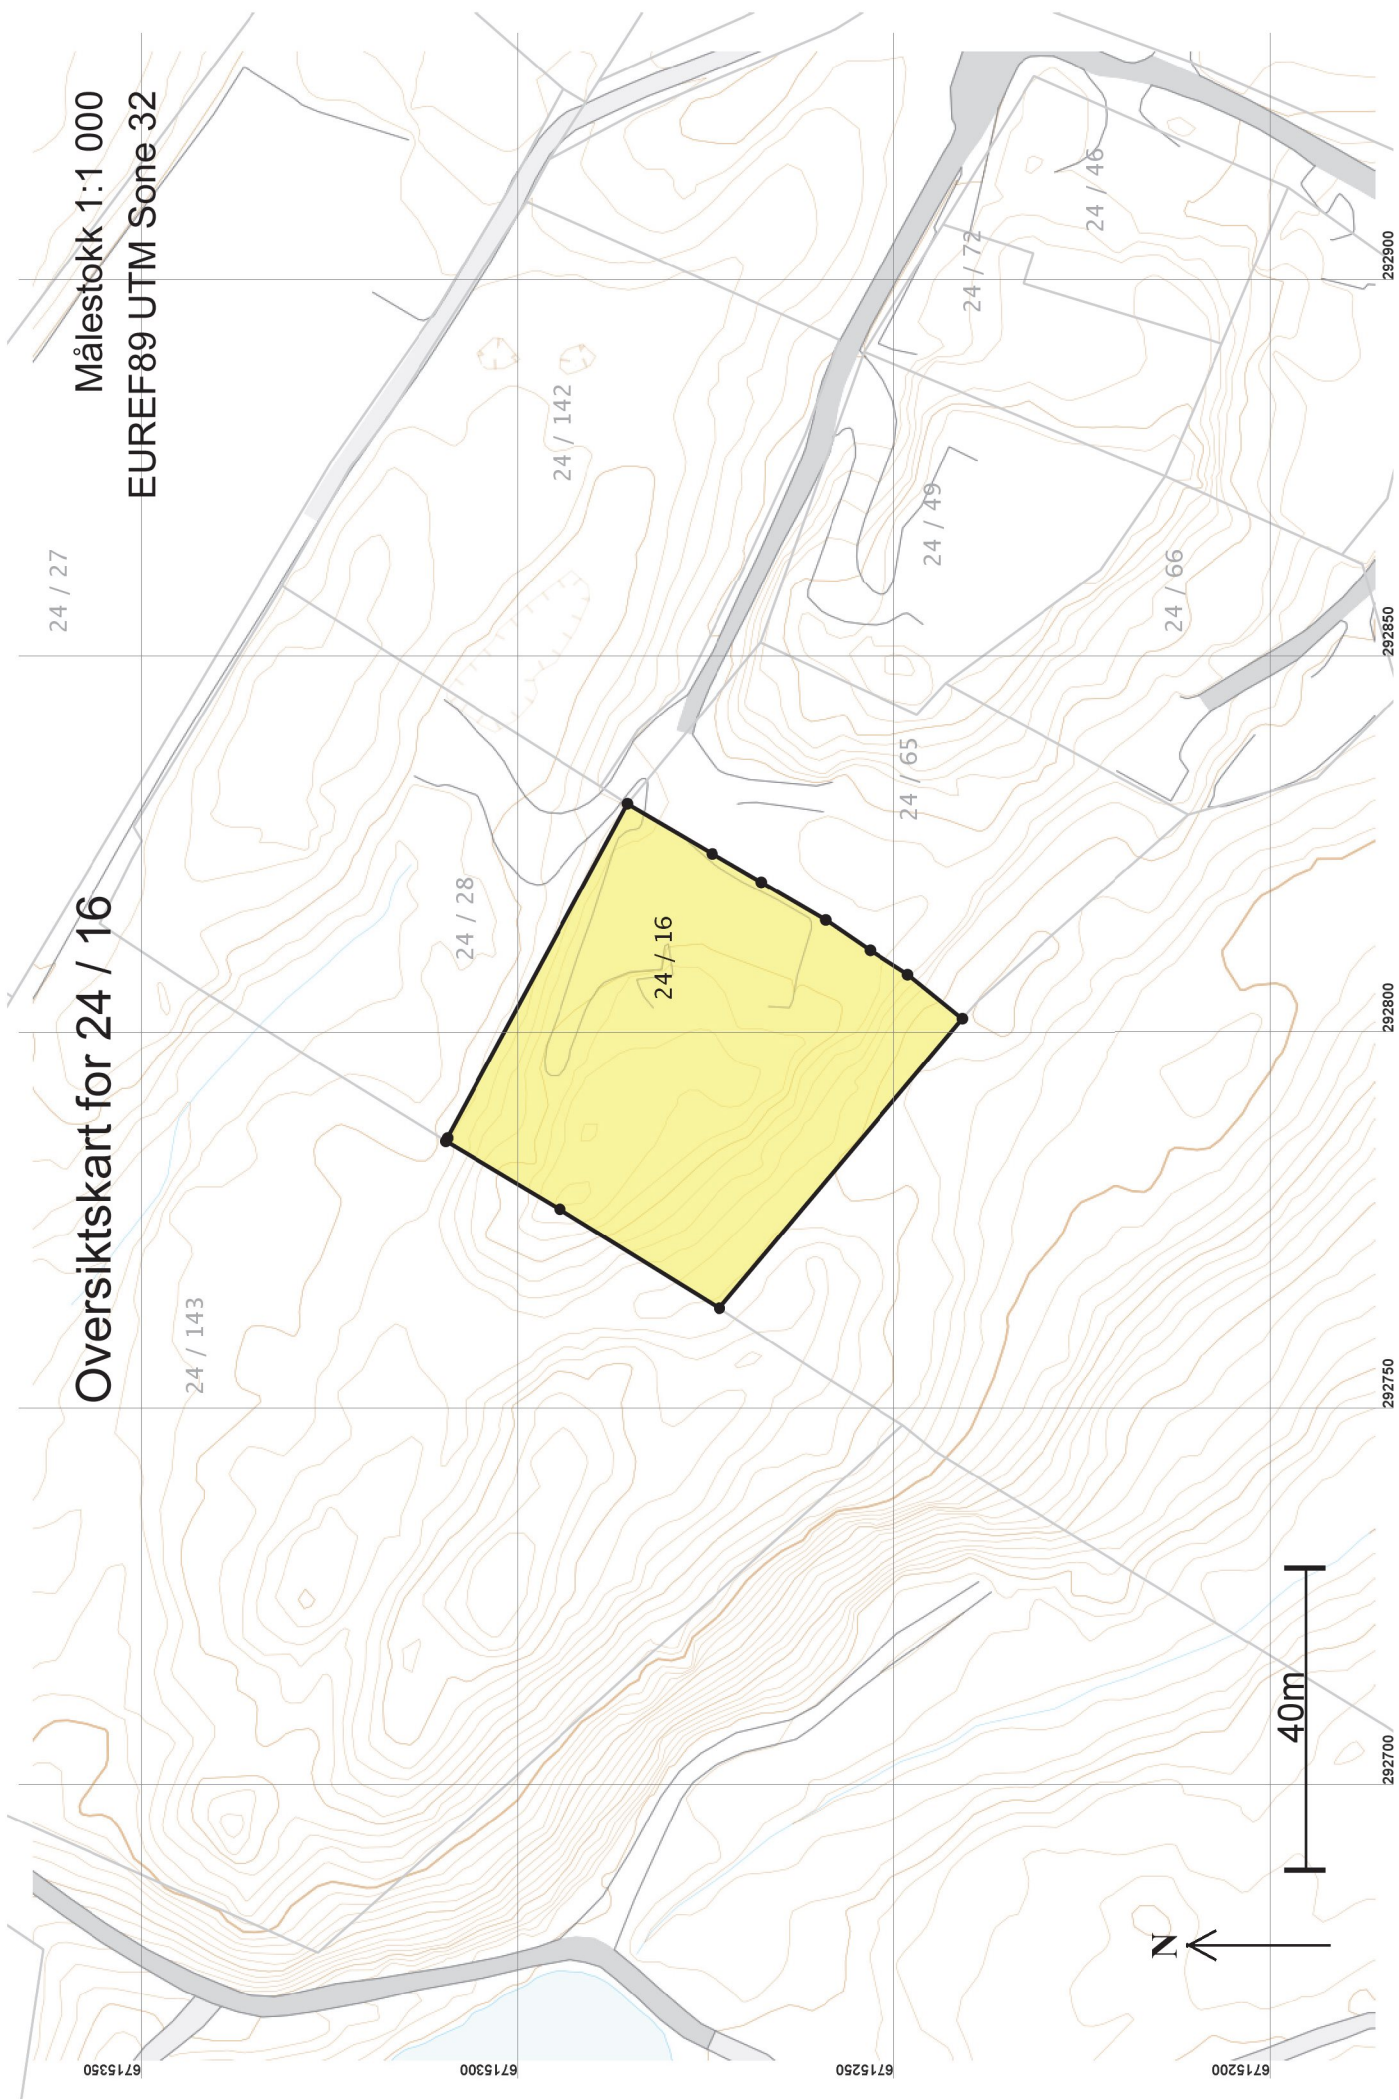 Oversiktskart for 24 / 16
Målestokk 1:1 000
EUREF89 UTM Sone 32
24 / 27
24 / 143
24 / 28
24 / 142
24 / 16
24 / 65
24 / 49
24 / 72
24 / 46
24 / 66
6715350
6715300
6715250
6715200
292700
292750
292800
292850
292900
N
40m